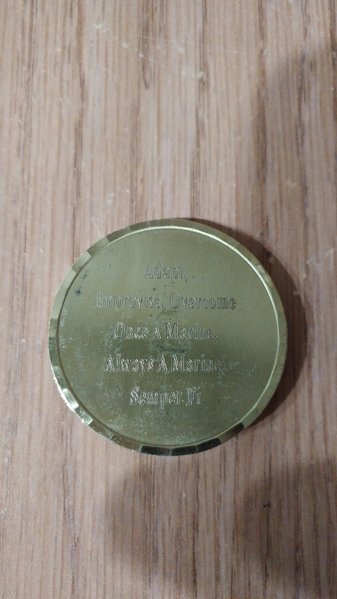 Adapt,
Improvise, Overcome
Once A Marine,
Always A Marine!
Semper Fi